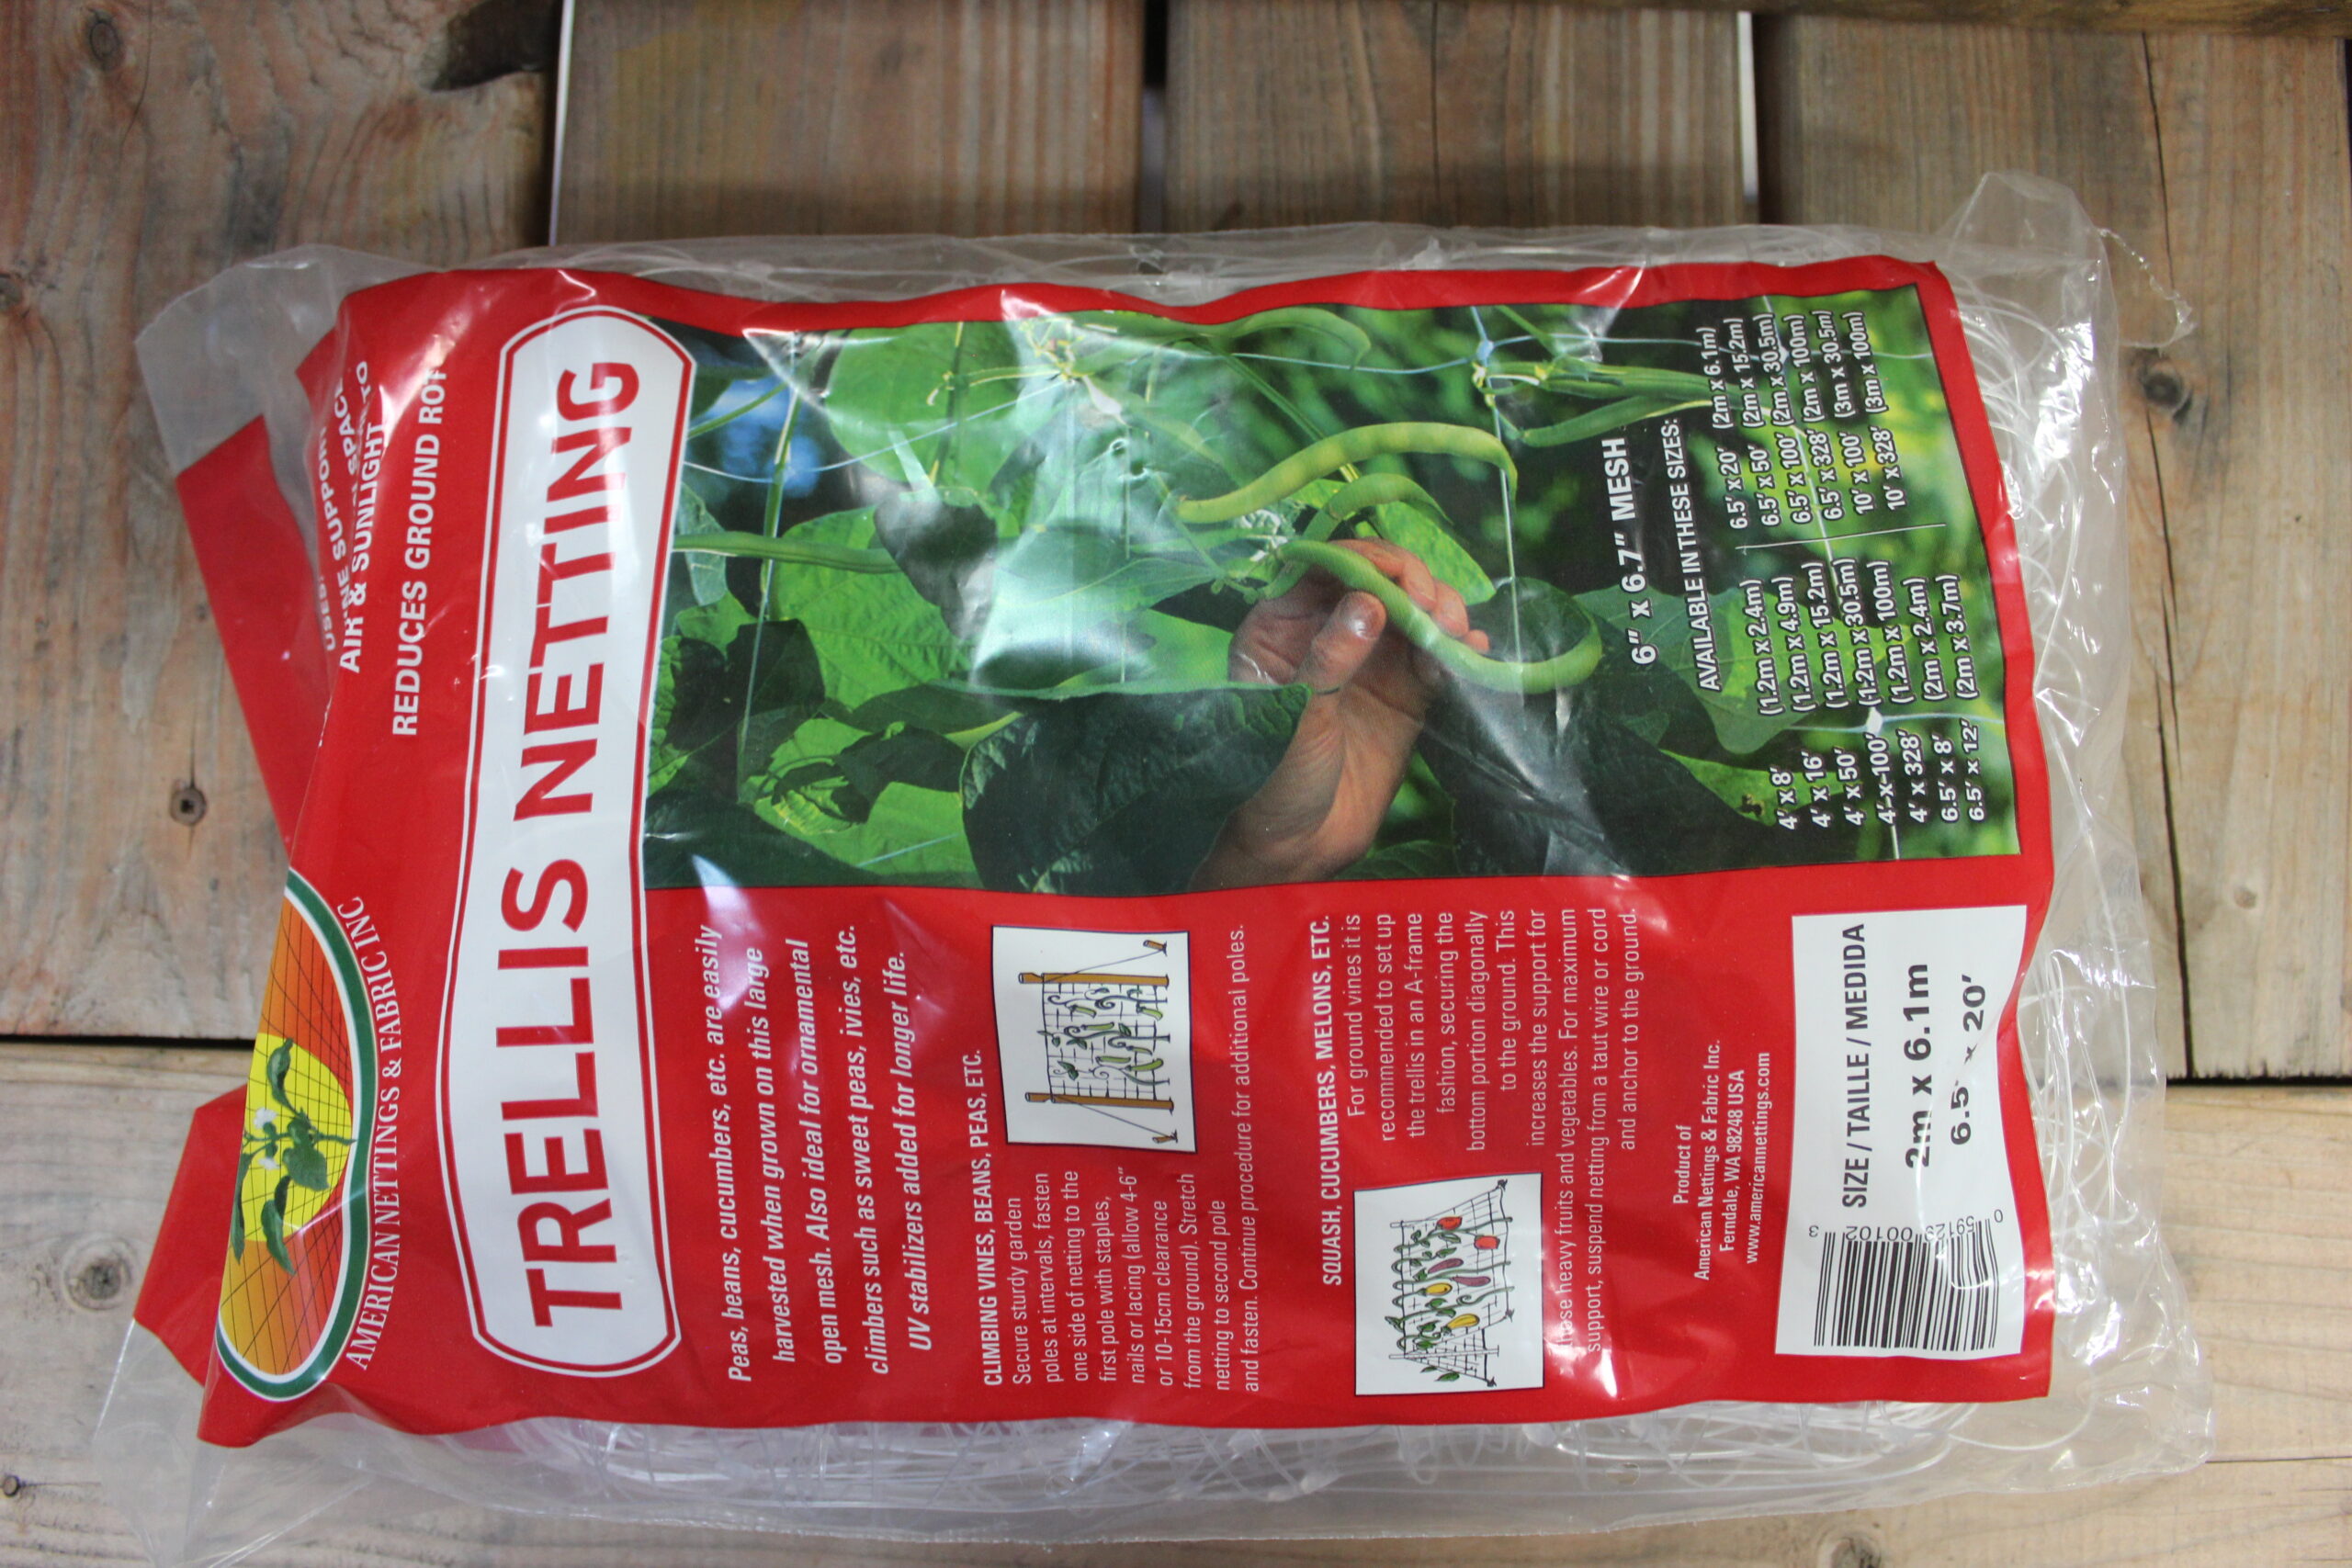 AIR & SUNLIGHT
REDUCES GROUND ROT
AMERICAN NETTINGS & FABRIC INC
TRELLIS NETTING
Peas, beans, cucumbers, etc. are easily
harvested when grown on this large
open mesh. Also ideal for ornamental
climbers such as sweet peas, ivies, etc.
UV stabilizers added for longer life.
CLIMBING VINES, BEANS, PEAS, ETC.
Secure sturdy garden
poles at intervals, fasten
one side of netting to the
first pole with staples,
nails or lacing (allow 4-6"
or 10-15cm clearance
from the ground). Stretch
netting to second pole
and fasten. Continue procedure for additional poles.
SQUASH, CUCUMBERS, MELONS, ETC.
For ground vines it is
recommended to set up
the trellis in an A-frame
fashion, securing the
bottom portion diagonally
to the ground. This
increases the support for
these heavy fruits and vegetables. For maximum
support, suspend netting from a taut wire or cord
and anchor to the ground.
Product of
American Nettings & Fabric Inc.
Ferndale, WA 98248 USA
www.americannettings.com
6" x 6.7" MESH
AVAILABLE IN THESE SIZES:
4' x 8' (1.2m x 2.4m)
4' x 16' (1.2m x 4.9m)
4' x 50' (1.2m x 15.2m)
4' x 100' (1.2m x 30.5m)
4' x 328' (1.2m x 100m)
6.5' x 8' (2m x 2.4m)
6.5' x 12' (2m x 3.7m)
6.5' x 20' (2m x 6.1m)
6.5' x 50' (2m x 15.2m)
6.5' x 100' (2m x 30.5m)
6.5' x 328' (2m x 100m)
10' x 100' (3m x 30.5m)
10' x 328' (3m x 100m)
SIZE / TAILLE / MEDIDA
2m x 6.1m
6.5' x 20'
0 59123 00102 3